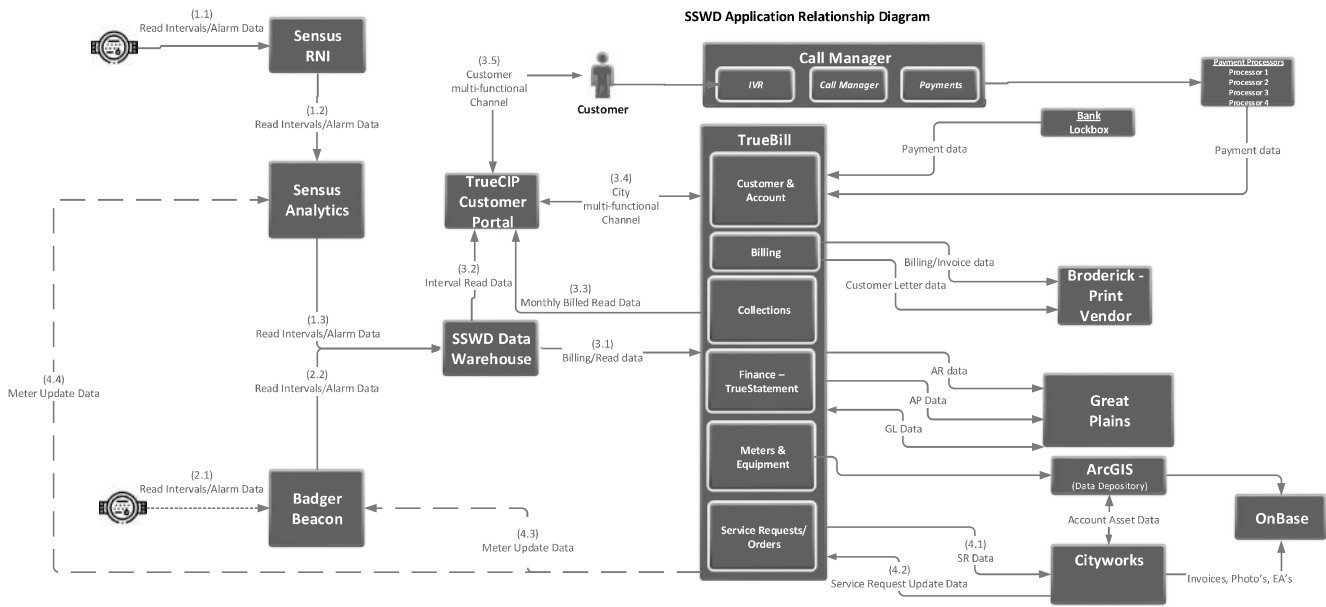 SSWD Application Relationship Diagram
(1.1)
Read Intervals/Alarm Data
Sensus
RNI
(1.2)
Read Intervals/Alarm Data
Sensus
Analytics
(3.5)
Customer
multi-functional
Channel
Customer
Call Manager
IVR
Call Manager
Payments
Payment Processors
Processor 1
Processor 2
Processor 3
Processor 4
Bank
Lockbox
Payment data
Payment data
TrueCIP
Customer
Portal
(3.4)
City
multi-functional
Channel
TrueBill
Customer &
Account
Billing
Collections
Finance –
TrueStatement
Meters &
Equipment
Service Requests/
Orders
Billing/Invoice data
Customer Letter data
Broderick -
Print
Vendor
(3.2)
Interval Read Data
(3.3)
Monthly Billed Read Data
(1.3)
Read Intervals/Alarm Data
SSWD Data
Warehouse
(3.1)
Billing/Read data
(2.2)
Read Intervals/Alarm Data
(4.4)
Meter Update Data
AR data
AP Data
GL Data
Great
Plains
(2.1)
Read Intervals/Alarm Data
Badger
Beacon
(4.3)
Meter Update Data
ArcGIS
(Data Depository)
Account Asset Data
OnBase
(4.1)
SR Data
(4.2)
Service Request Update Data
Cityworks
Invoices, Photo's, EA's